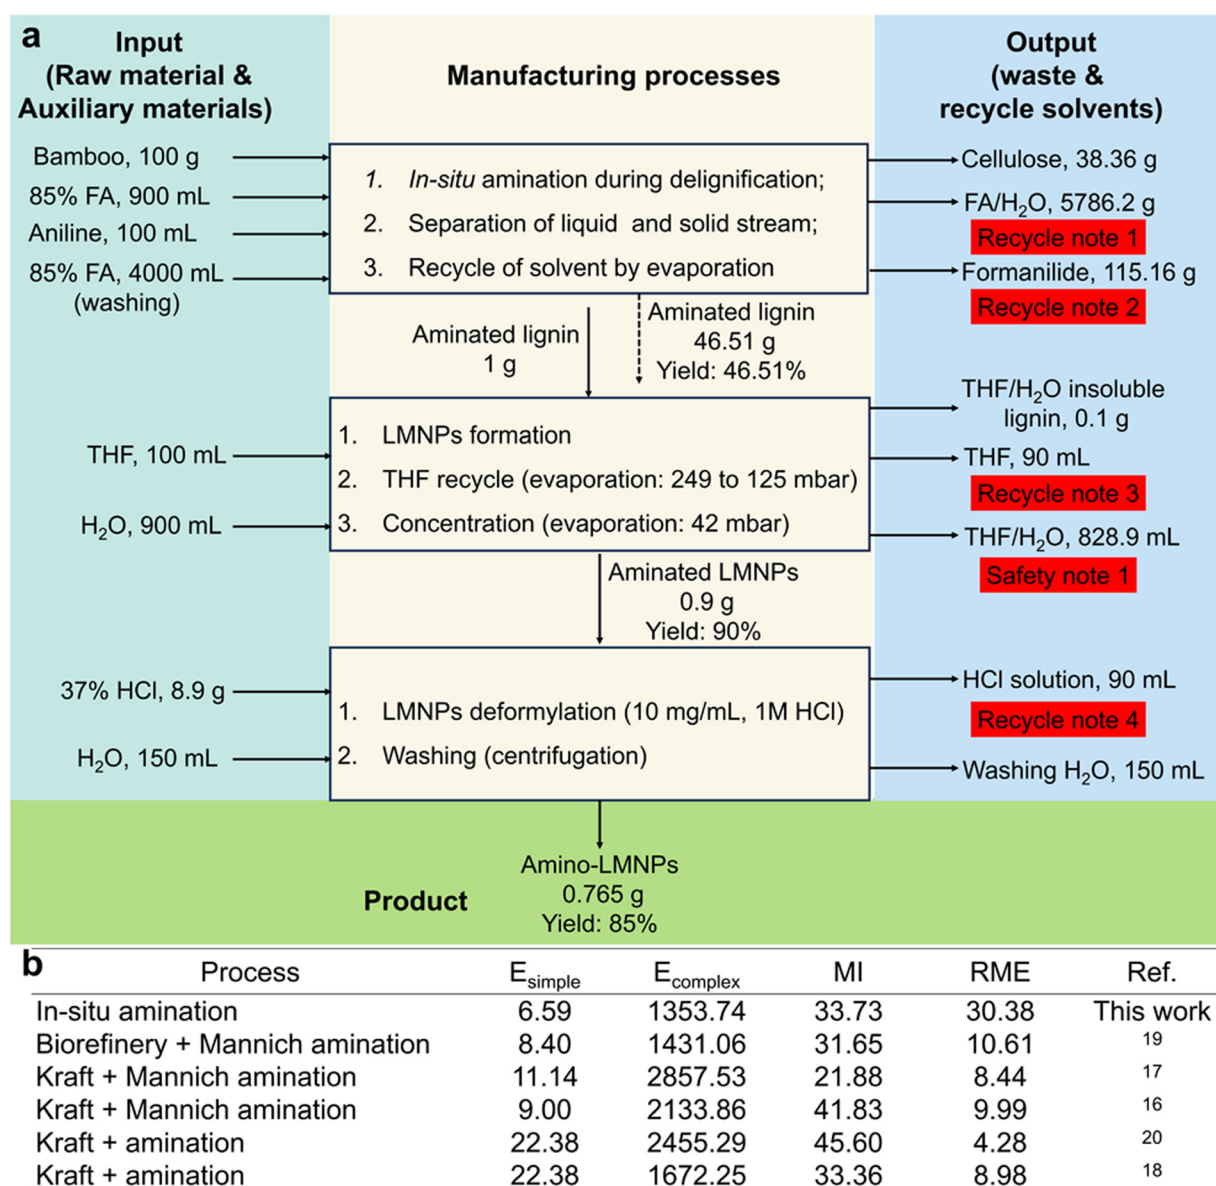 a
Input
(Raw material &
Auxiliary materials)
Manufacturing processes
Output
(waste &
recycle solvents)
Bamboo, 100 g
85% FA, 900 mL
Aniline, 100 mL
85% FA, 4000 mL
(washing)
1. In-situ amination during delignification;
2. Separation of liquid and solid stream;
3. Recycle of solvent by evaporation
Cellulose, 38.36 g
FA/H₂O, 5786.2 g
Recycle note 1
Formanilide, 115.16 g
Recycle note 2
Aminated lignin
1 g
Aminated lignin
46.51 g
Yield: 46.51%
THF, 100 mL
H₂O, 900 mL
1. LMNPs formation
2. THF recycle (evaporation: 249 to 125 mbar)
3. Concentration (evaporation: 42 mbar)
THF/H₂O insoluble
lignin, 0.1 g
THF, 90 mL
Recycle note 3
THF/H₂O, 828.9 mL
Safety note 1
Aminated LMNPs
0.9 g
Yield: 90%
37% HCl, 8.9 g
H₂O, 150 mL
1. LMNPs deformylation (10 mg/mL, 1M HCl)
2. Washing (centrifugation)
HCl solution, 90 mL
Recycle note 4
Washing H₂O, 150 mL
Product
Amino-LMNPs
0.765 g
Yield: 85%
b
Process E_simple E_complex MI RME Ref.
In-situ amination 6.59 1353.74 33.73 30.38 This work
Biorefinery + Mannich amination 8.40 1431.06 31.65 10.61 19
Kraft + Mannich amination 11.14 2857.53 21.88 8.44 17
Kraft + Mannich amination 9.00 2133.86 41.83 9.99 16
Kraft + amination 22.38 2455.29 45.60 4.28 20
Kraft + amination 22.38 1672.25 33.36 8.98 18